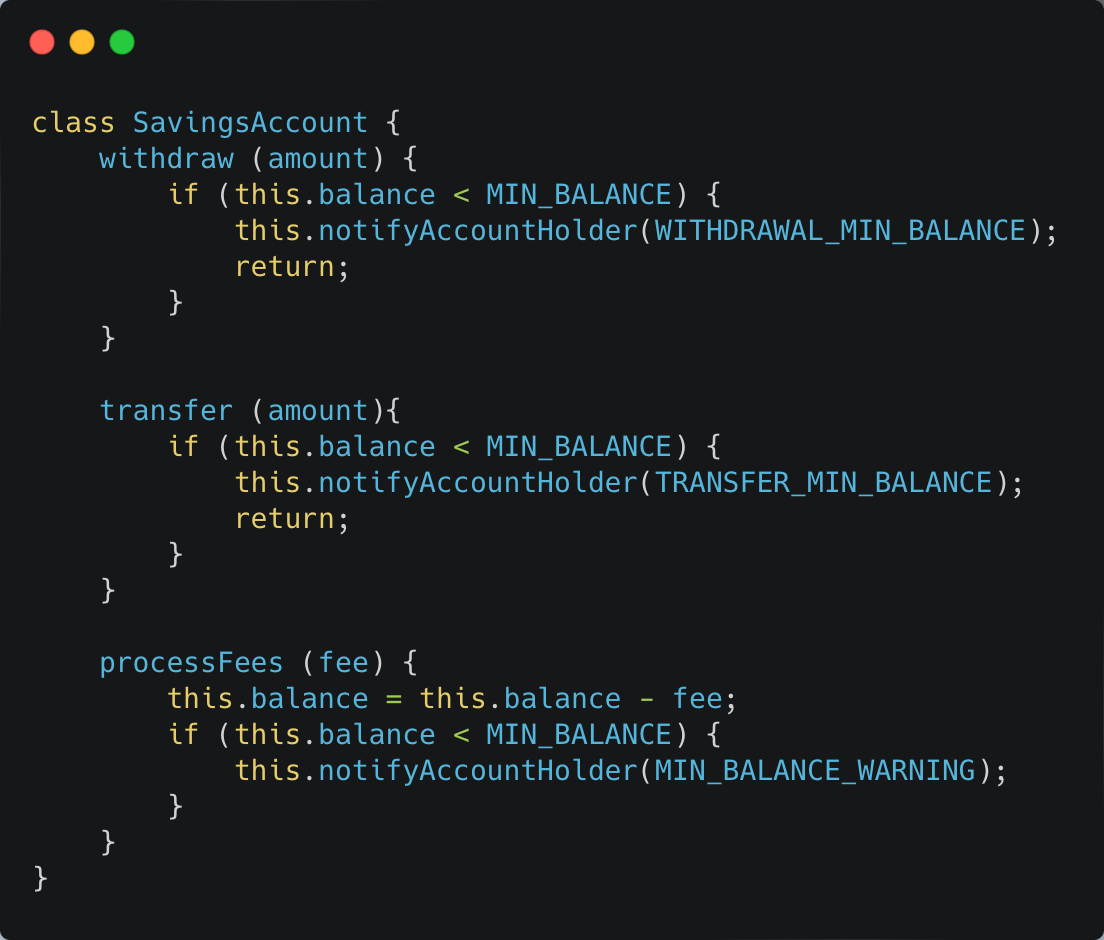 class SavingsAccount {
    withdraw (amount) {
        if (this.balance < MIN_BALANCE) {
            this.notifyAccountHolder(WITHDRAWAL_MIN_BALANCE);
            return;
        }
    }

    transfer (amount){
        if (this.balance < MIN_BALANCE) {
            this.notifyAccountHolder(TRANSFER_MIN_BALANCE);
            return;
        }
    }

    processFees (fee) {
        this.balance = this.balance - fee;
        if (this.balance < MIN_BALANCE) {
            this.notifyAccountHolder(MIN_BALANCE_WARNING);
        }
    }
}